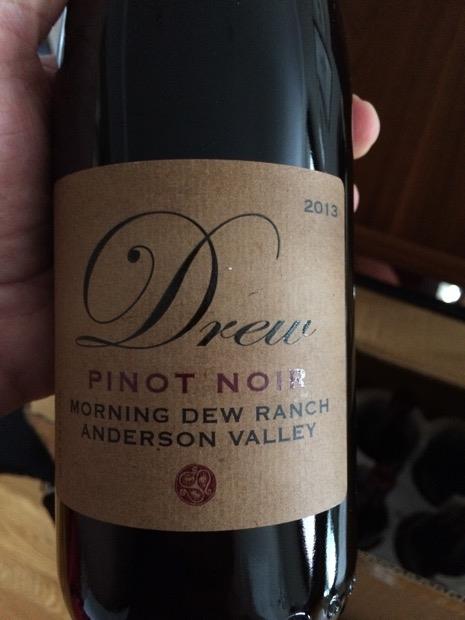 2013
Drew
PINOT NOIR
MORNING DEW RANCH
ANDERSON VALLEY